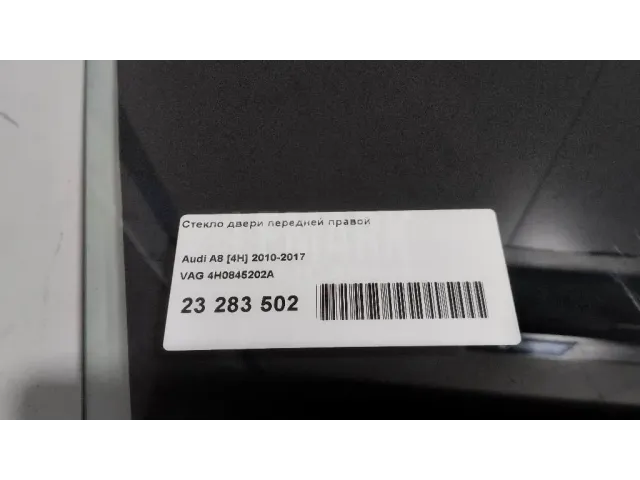 Стекло двери передней правой
Audi A8 [4H] 2010-2017
VAG 4H0845202A
23 283 502